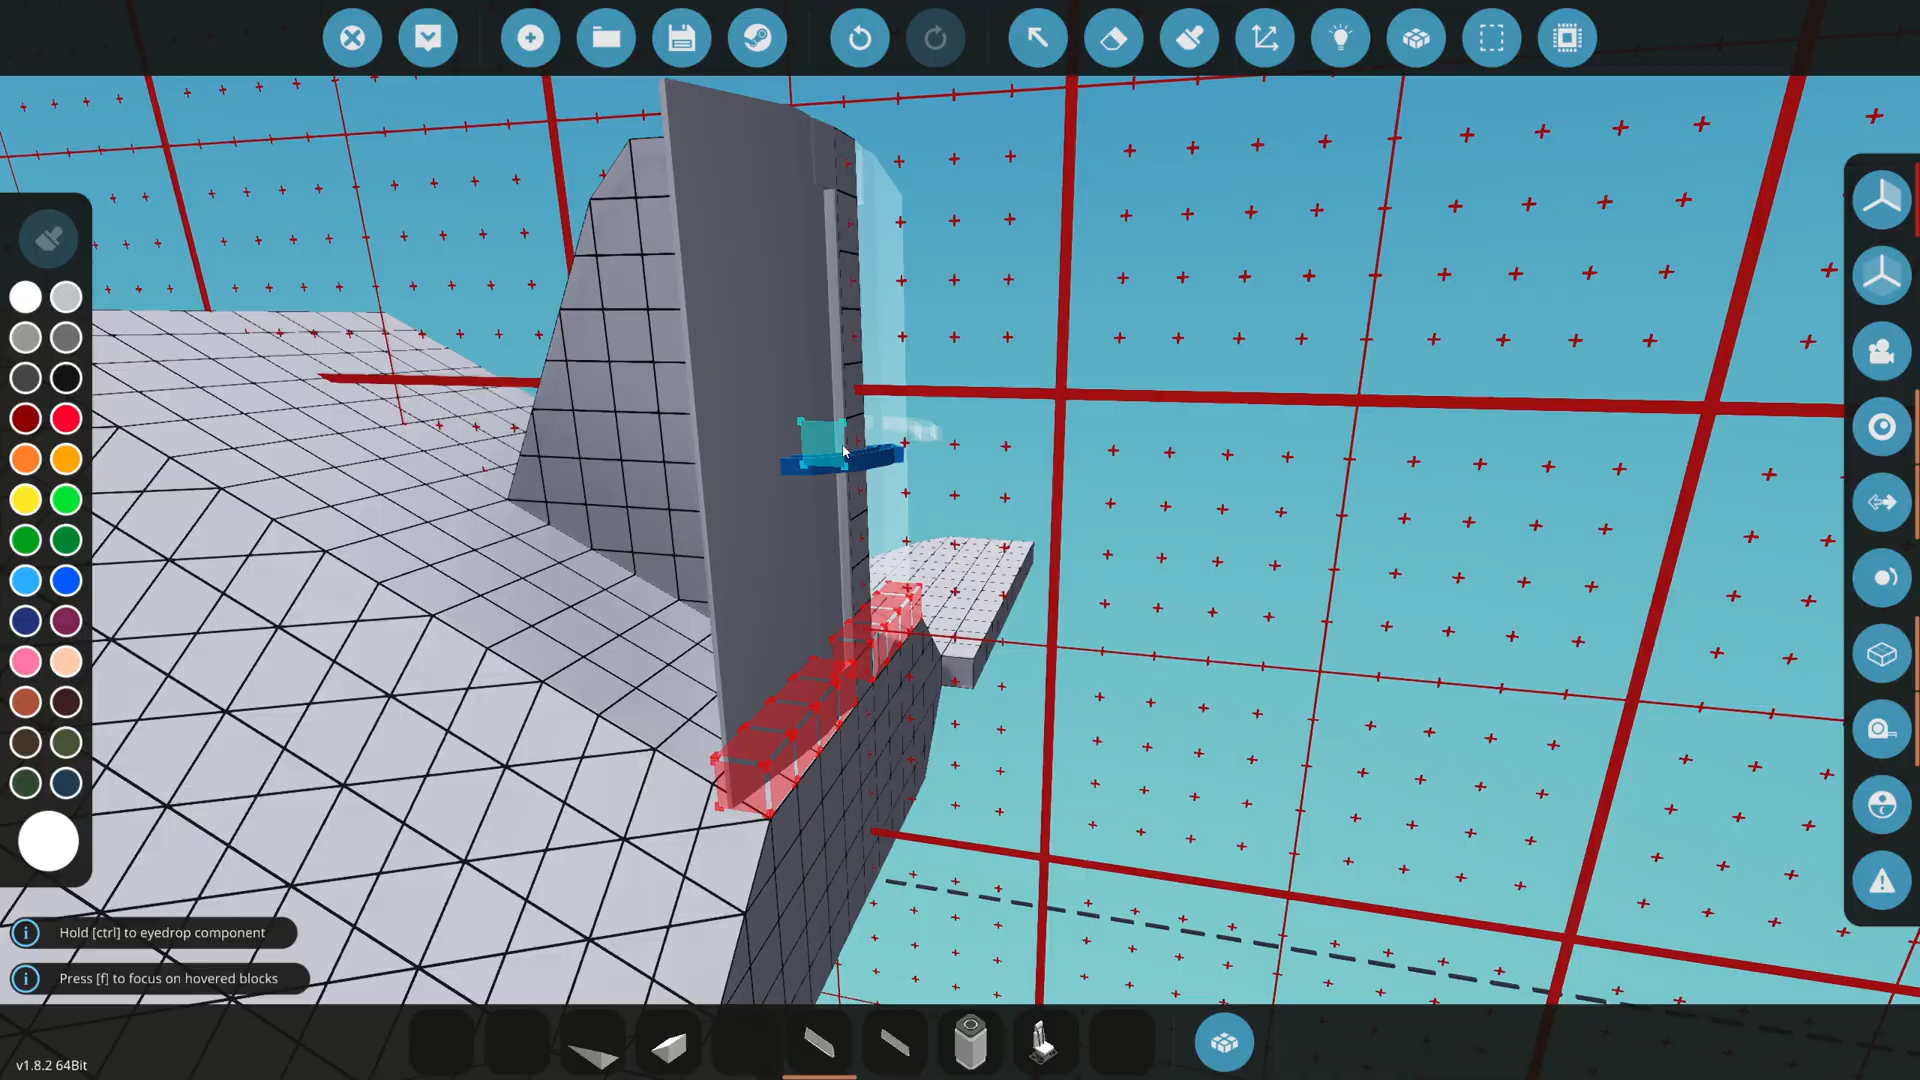 Hold [ctrl] to eyedrop component
Press [f] to focus on hovered blocks
v1.8.2 64Bit